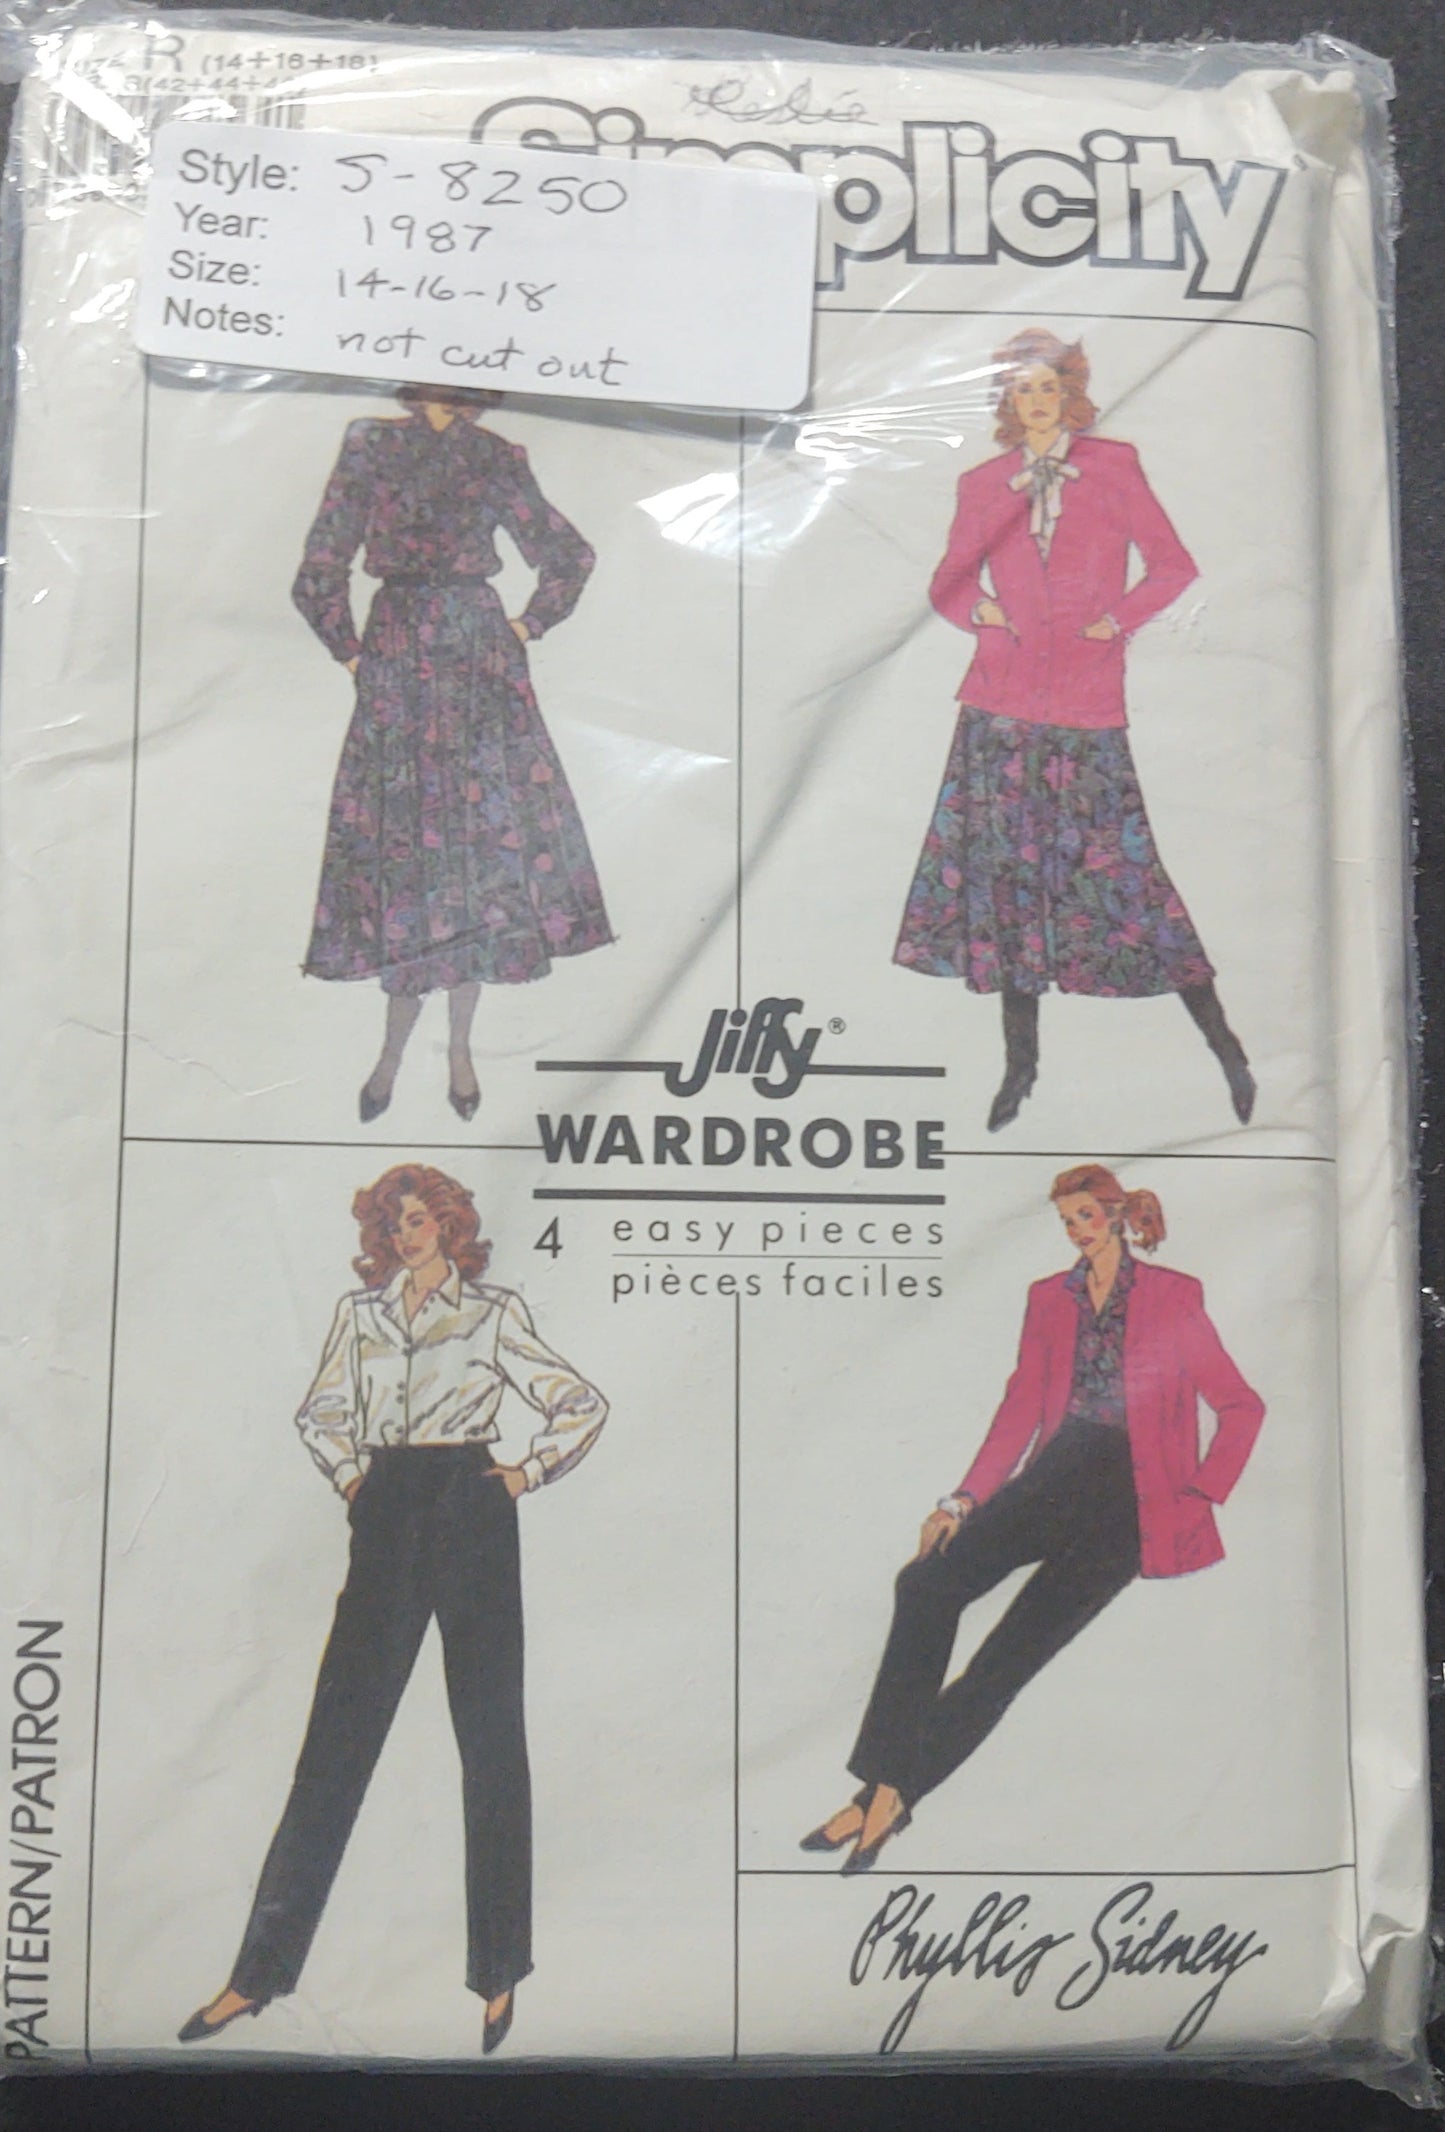 SIZE R (14+16+18)
Simplicity
Style: S-8250
Year: 1987
Size: 14-16-18
Notes: not cut out
Jiffy®
WARDROBE
4 easy pieces
pièces faciles
PATTERN/PATRON
Phyllis Sidney